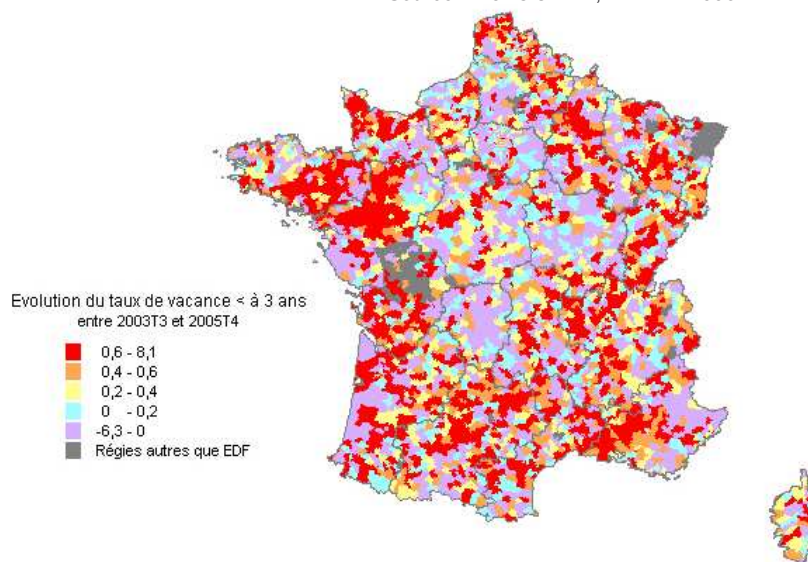 Evolution du taux de vacance < à 3 ans
entre 2003T3 et 2005T4
0,6 - 8,1
0,4 - 0,6
0,2 - 0,4
0 - 0,2
-6,3 - 0
Régies autres que EDF